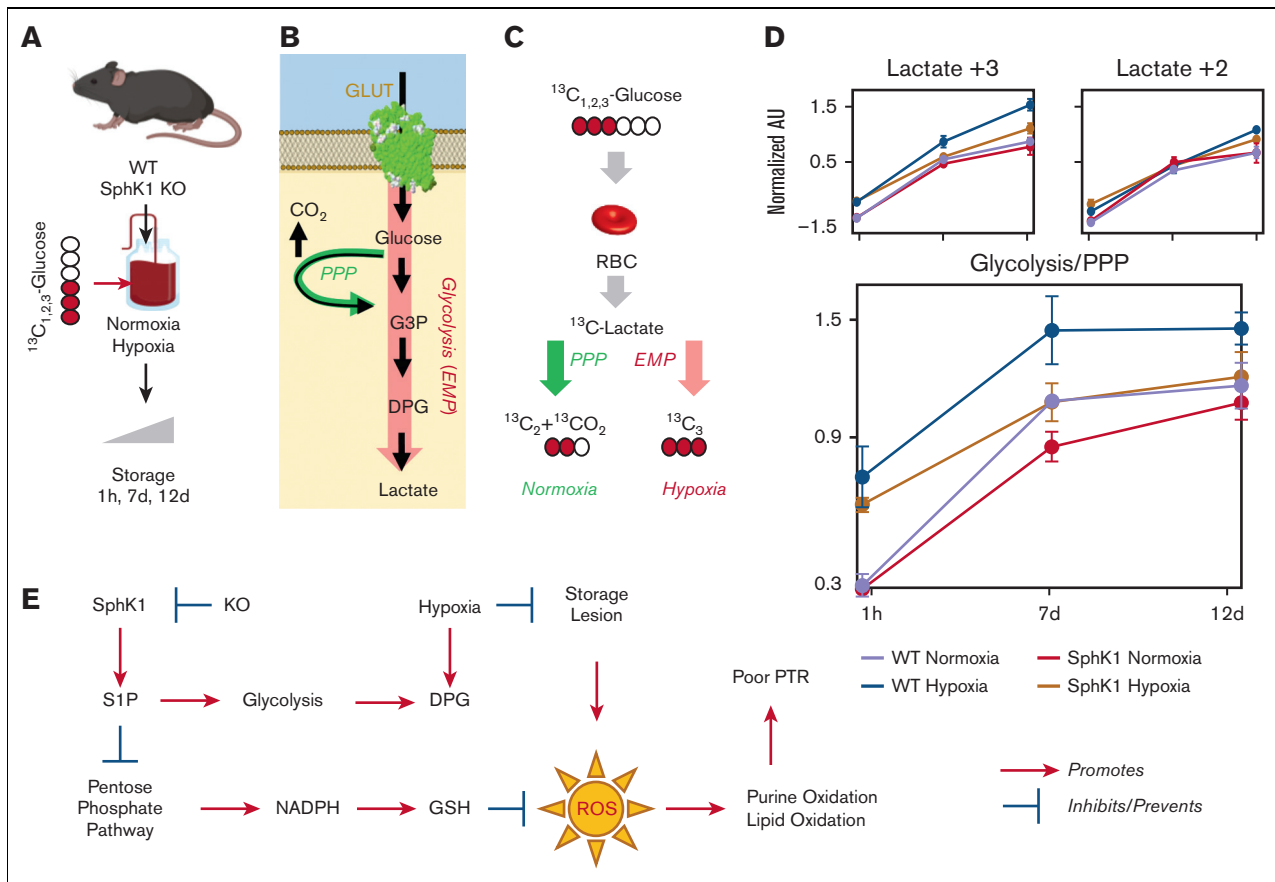 A
WT
SphK1 KO
¹³C₁,₂,₃-Glucose
Normoxia
Hypoxia
Storage
1h, 7d, 12d
B
GLUT
CO₂
Glucose
PPP
G3P
Glycolysis (EMP)
DPG
Lactate
C
¹³C₁,₂,₃-Glucose
RBC
¹³C-Lactate
PPP
EMP
¹³C₂+¹³CO₂
¹³C₃
Normoxia
Hypoxia
D
Lactate +3
Lactate +2
Normalized AU
1.5
0.5
−1.5
Glycolysis/PPP
1.5
0.9
0.3
1h
7d
12d
WT Normoxia
SphK1 Normoxia
WT Hypoxia
SphK1 Hypoxia
E
SphK1
KO
Hypoxia
Storage
Lesion
S1P
Glycolysis
DPG
Poor PTR
Pentose
Phosphate
Pathway
NADPH
GSH
ROS
Purine Oxidation
Lipid Oxidation
Promotes
Inhibits/Prevents